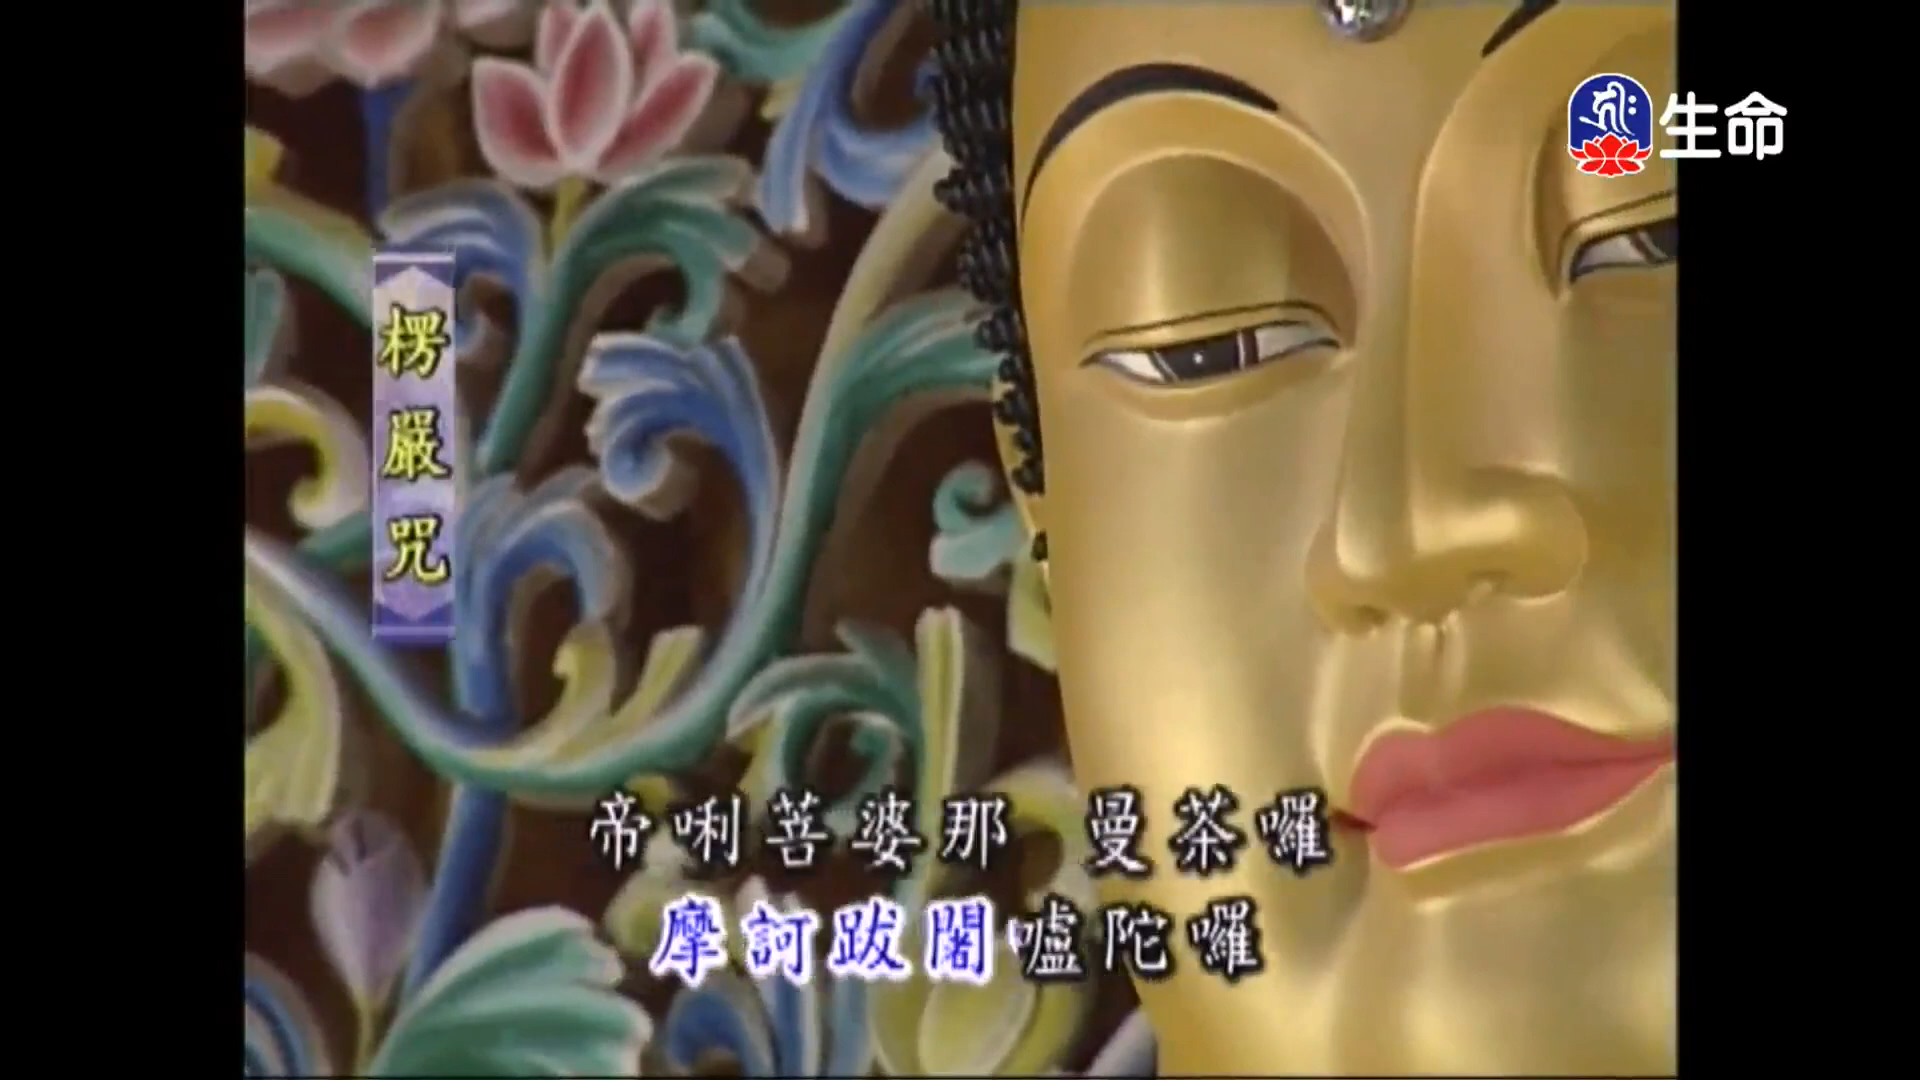 生命
楞嚴咒
帝唎菩婆那 曼茶囉
摩訶跋闍嚧陀囉